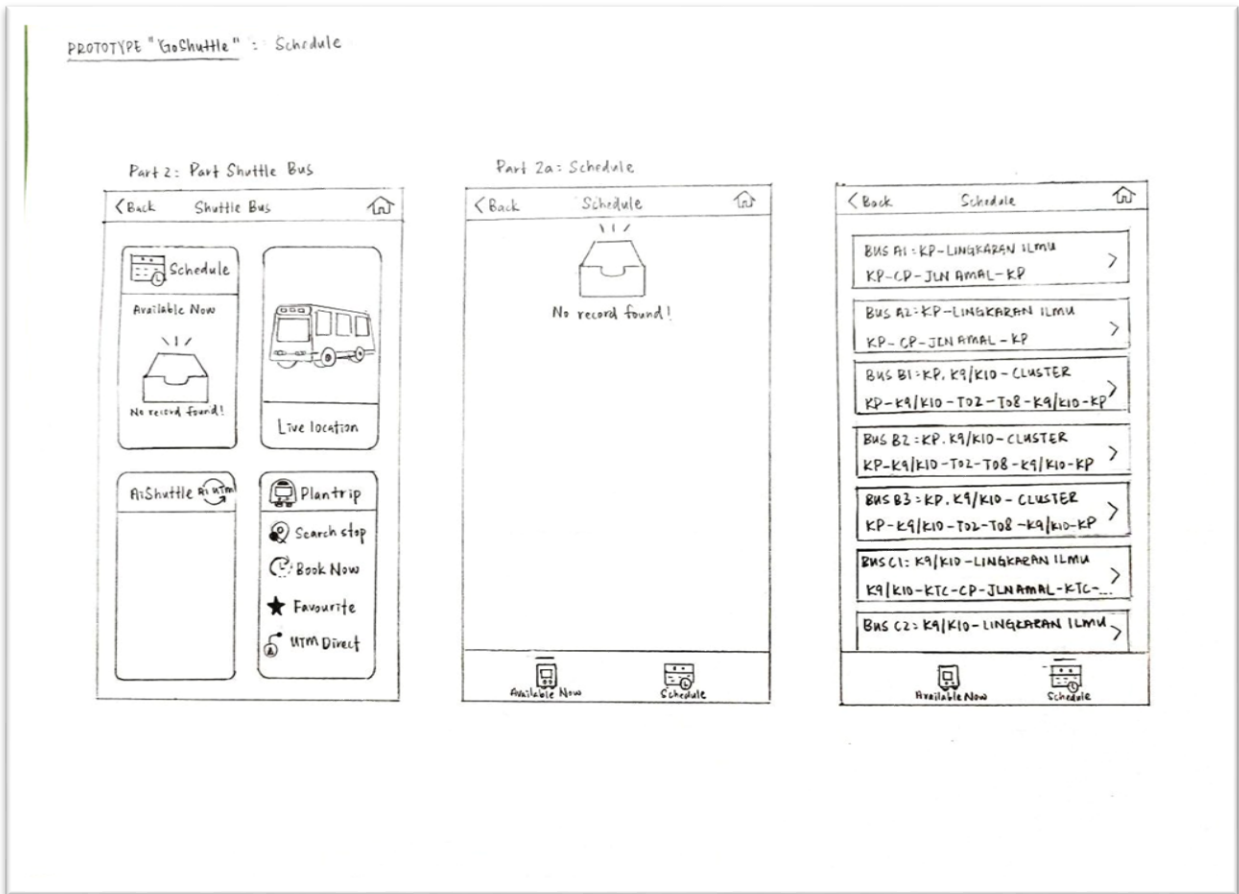 PROTOTYPE "GoShuttle" : Schedule
Part 2: Part Shuttle Bus
< Back Shuttle Bus
Schedule
Available Now
No record found!
Live location
AiShuttle AI UTM
Plan trip
Search stop
Book Now
Favourite
UTM Direct
Part 2a: Schedule
< Back Schedule
No record found!
Available Now Schedule
< Back Schedule
BUS A1: KP-LINGKARAN ILMU
KP-CP-JLN AMAL-KP
BUS A2: KP-LINGKARAN ILMU
KP-CP-JLN AMAL-KP
BUS B1: KP. K9/K10-CLUSTER
KP-K9/K10-T02-T08-K9/K10-KP
BUS B2: KP. K9/K10-CLUSTER
KP-K9/K10-T02-T08-K9/K10-KP
BUS B3: KP. K9/K10-CLUSTER
KP-K9/K10-T02-T08-K9/K10-KP
BUS C1: K9/K10-LINGKARAN ILMU
K9/K10-KTC-CP-JLN AMAL-KTC-...
BUS C2: K9/K10-LINGKARAN ILMU
Available Now Schedule